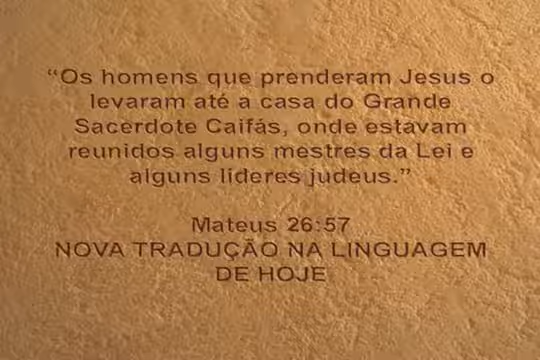 “Os homens que prenderam Jesus o
levaram até a casa do Grande
Sacerdote Caifás, onde estavam
reunidos alguns mestres da Lei e
alguns líderes judeus.”
Mateus 26:57
NOVA TRADUÇÃO NA LINGUAGEM
DE HOJE